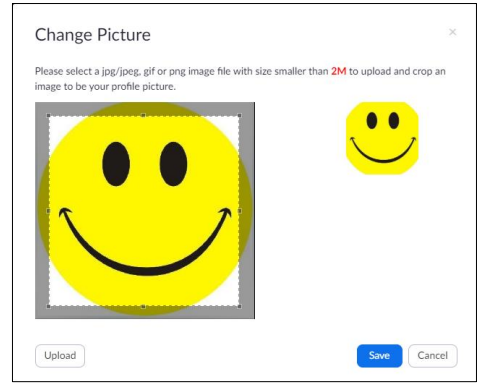 Change Picture
×
Please select a jpg/jpeg, gif or png image file with size smaller than 2M to upload and crop an
image to be your profile picture.
Upload
Save
Cancel